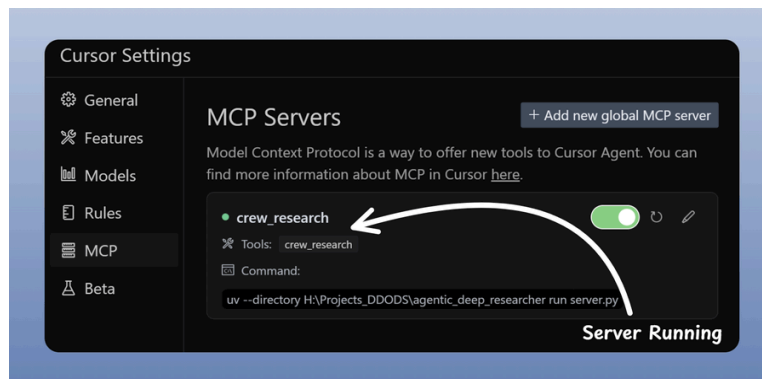 Cursor Settings
General
Features
Models
Rules
MCP
Beta
MCP Servers
+ Add new global MCP server
Model Context Protocol is a way to offer new tools to Cursor Agent. You can
find more information about MCP in Cursor here.
crew_research
Tools: crew_research
Command:
uv --directory H:\Projects_DDODS\agentic_deep_researcher run server.py
Server Running